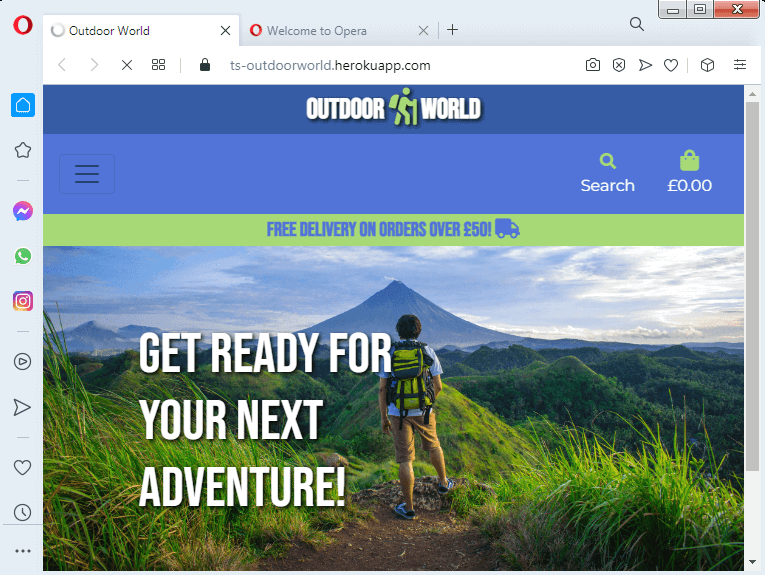 Outdoor World
Welcome to Opera
ts-outdoorworld.herokuapp.com
OUTDOOR WORLD
Search
£0.00
FREE DELIVERY ON ORDERS OVER £50!
GET READY FOR
YOUR NEXT
ADVENTURE!